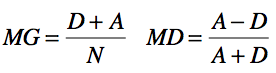 MG = (D + A) / N   MD = (A − D) / (A + D)